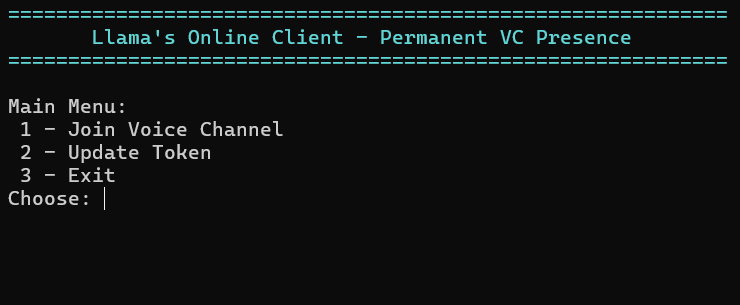 ============================================================
Llama's Online Client - Permanent VC Presence
============================================================
Main Menu:
1 - Join Voice Channel
2 - Update Token
3 - Exit
Choose: